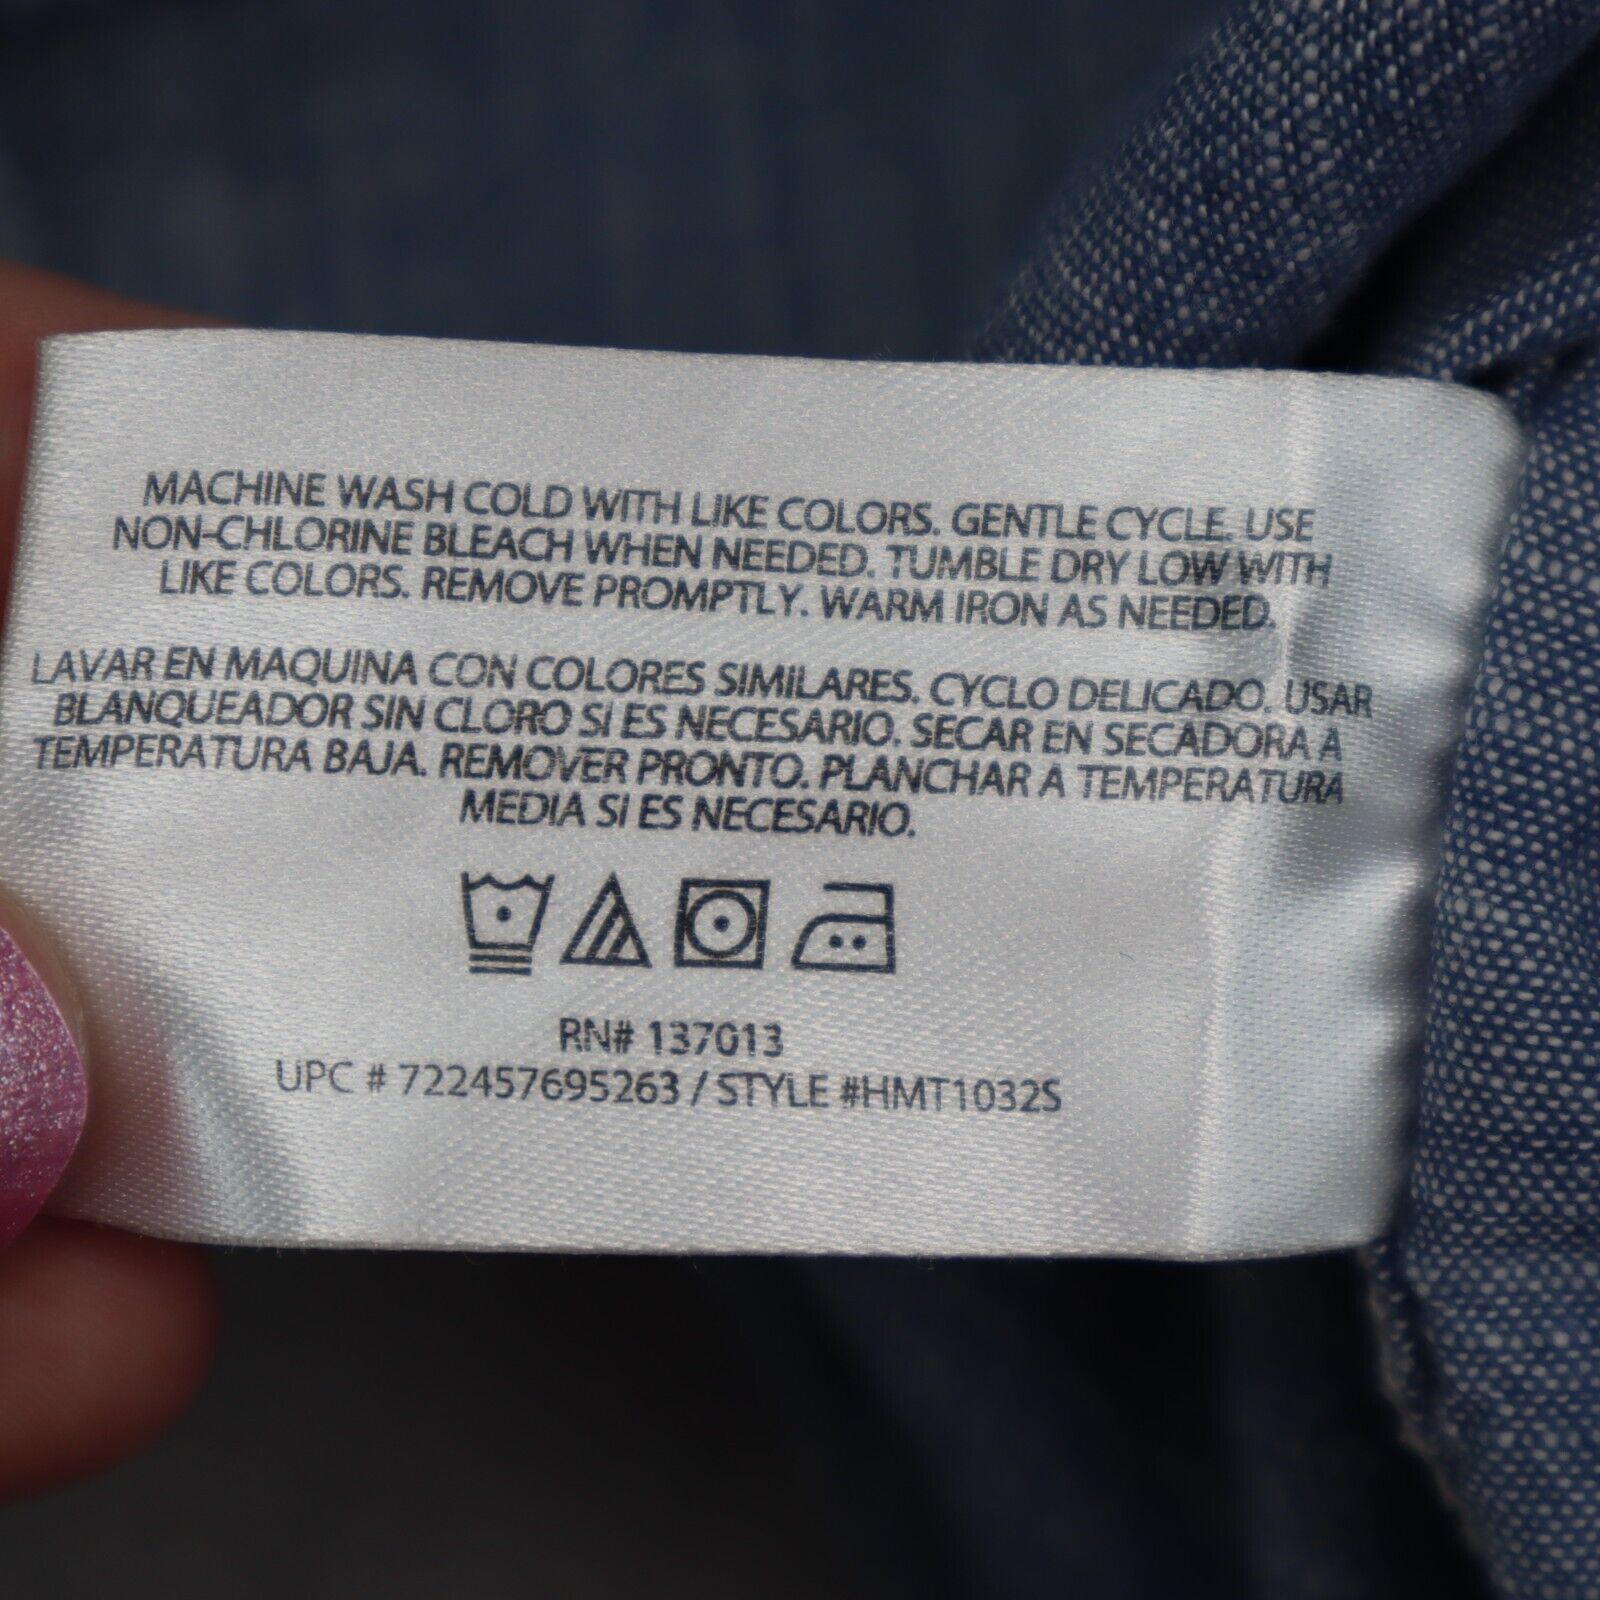 MACHINE WASH COLD WITH LIKE COLORS. GENTLE CYCLE. USE
NON-CHLORINE BLEACH WHEN NEEDED. TUMBLE DRY LOW WITH
LIKE COLORS. REMOVE PROMPTLY. WARM IRON AS NEEDED.
LAVAR EN MAQUINA CON COLORES SIMILARES. CYCLO DELICADO. USAR
BLANQUEADOR SIN CLORO SI ES NECESARIO. SECAR EN SECADORA A
TEMPERATURA BAJA. REMOVER PRONTO. PLANCHAR A TEMPERATURA
MEDIA SI ES NECESARIO.
RN# 137013
UPC # 722457695263 / STYLE #HMT1032S